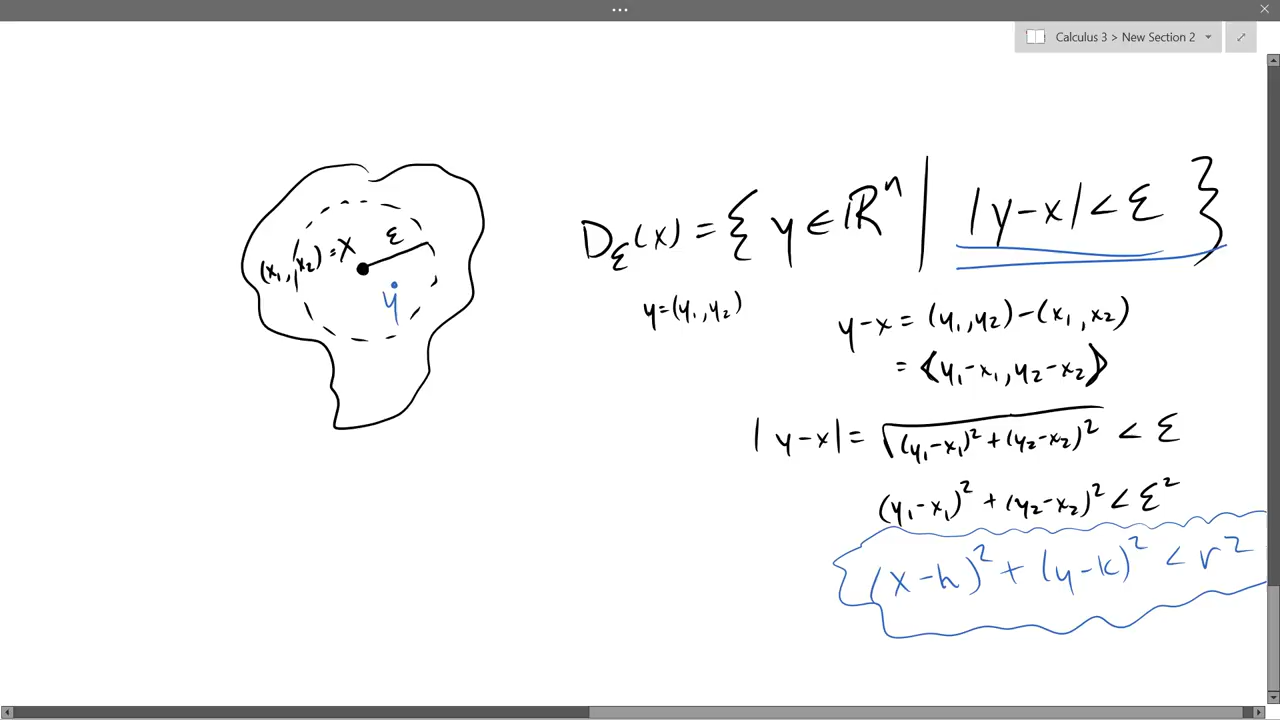 Calculus 3 > New Section 2
(x₁, x₂) = X
ε
y
D_ε(x) = { y ∈ ℝⁿ | |y-x| < ε }
y = (y₁, y₂)
y-x = (y₁, y₂) - (x₁, x₂)
= ⟨y₁-x₁, y₂-x₂⟩
|y-x| = √((y₁-x₁)² + (y₂-x₂)²) < ε
(y₁-x₁)² + (y₂-x₂)² < ε²
(x-h)² + (y-k)² < r²